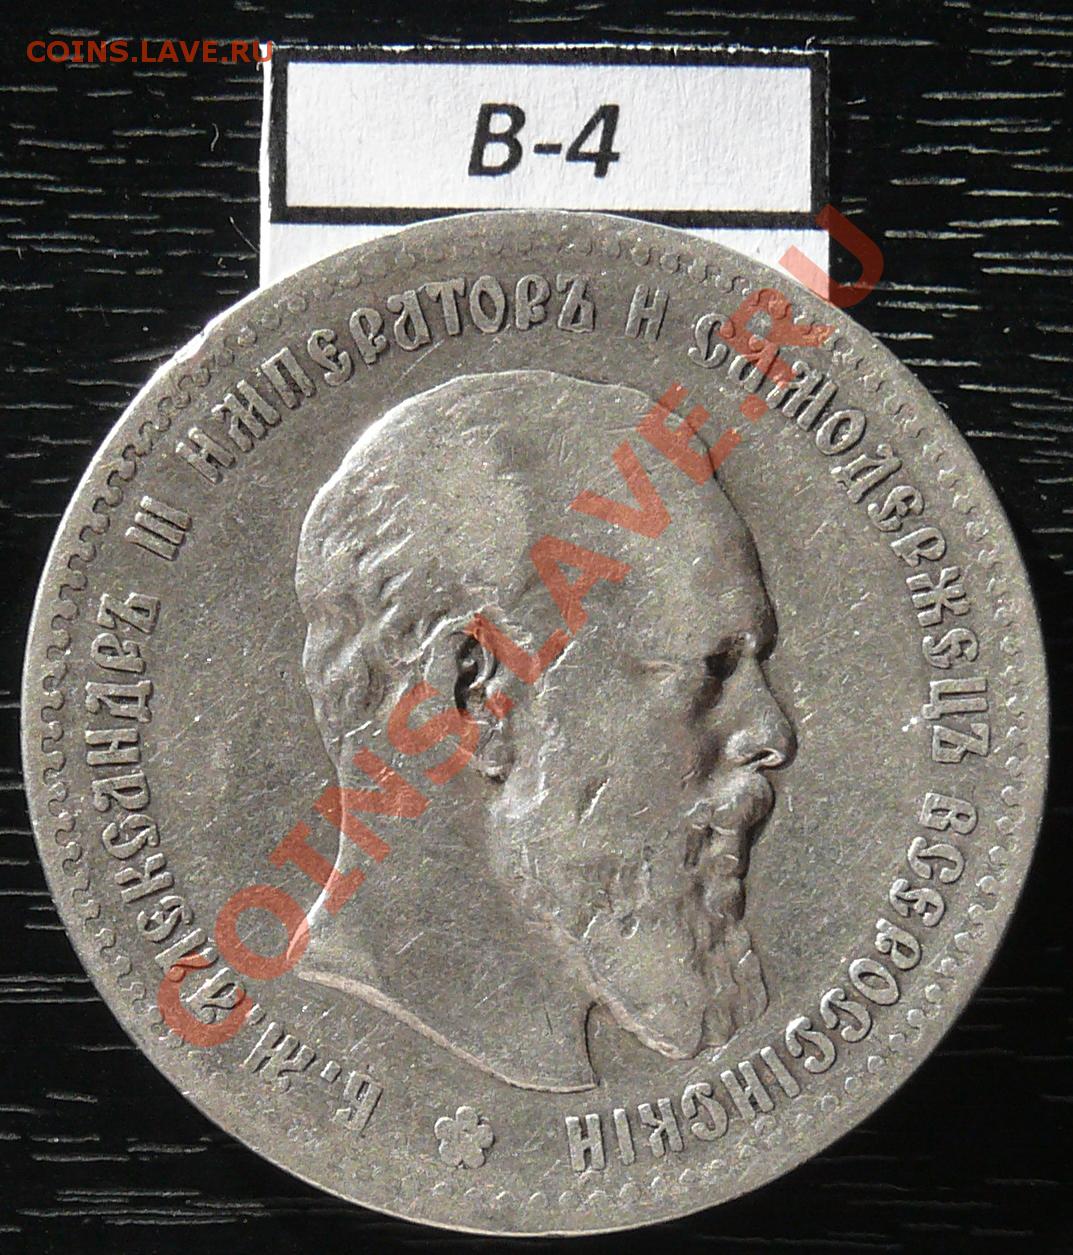 COINS.LAVE.RU
В-4
Б.М. АЛЕКСАНДРЪ III ИМПЕРАТОРЪ И САМОДЕРЖЕЦЪ ВСЕРОССІЙСКІЙ
COINS.LAVE.RU